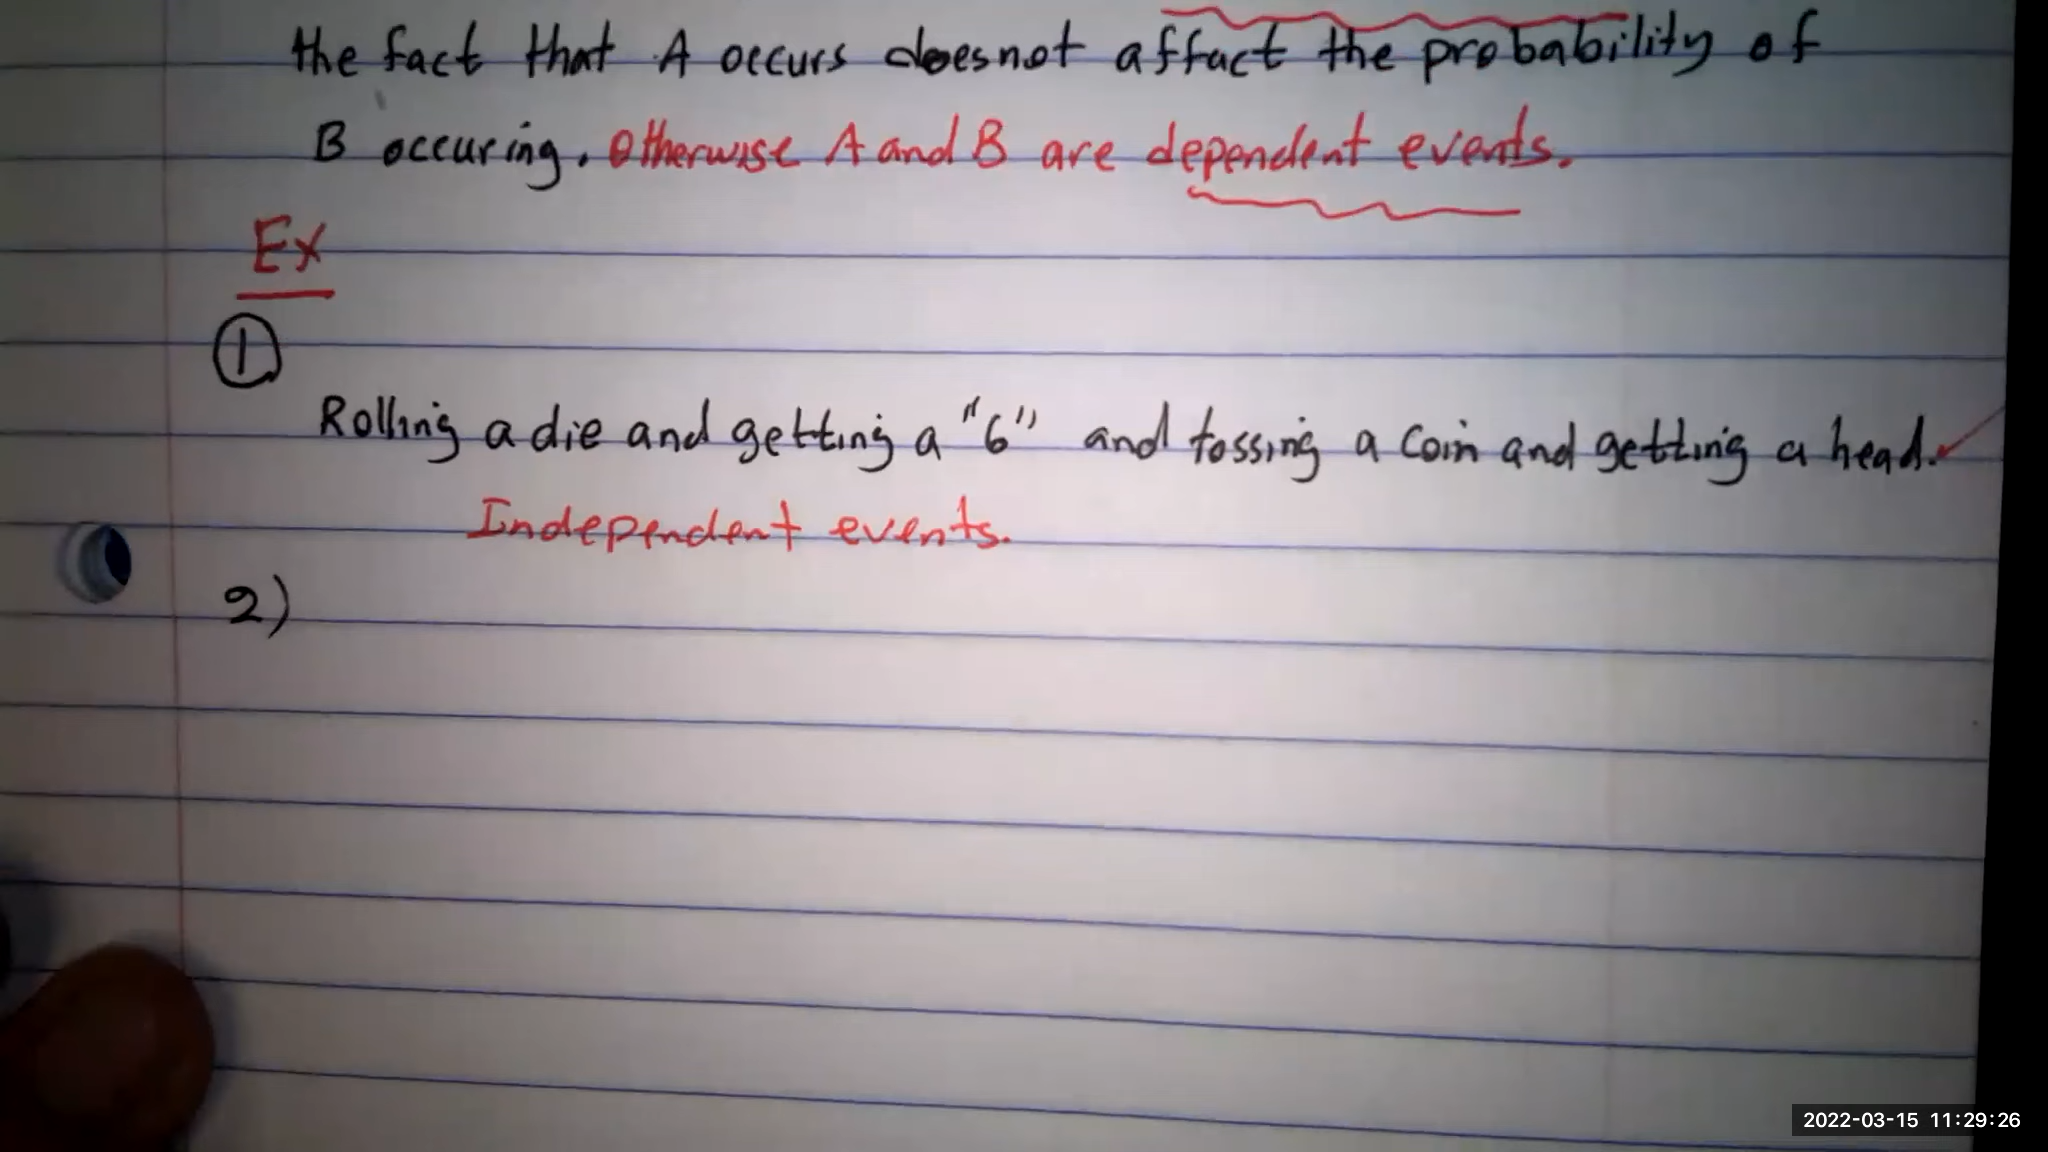 the fact that A occurs doesnot affact the probability of
B occuring. Otherwise A and B are dependent events.
Ex
1
Rolling a die and getting a "6" and tossing a coin and getting a head.
Independent events.
2)
2022-03-15 11:29:26